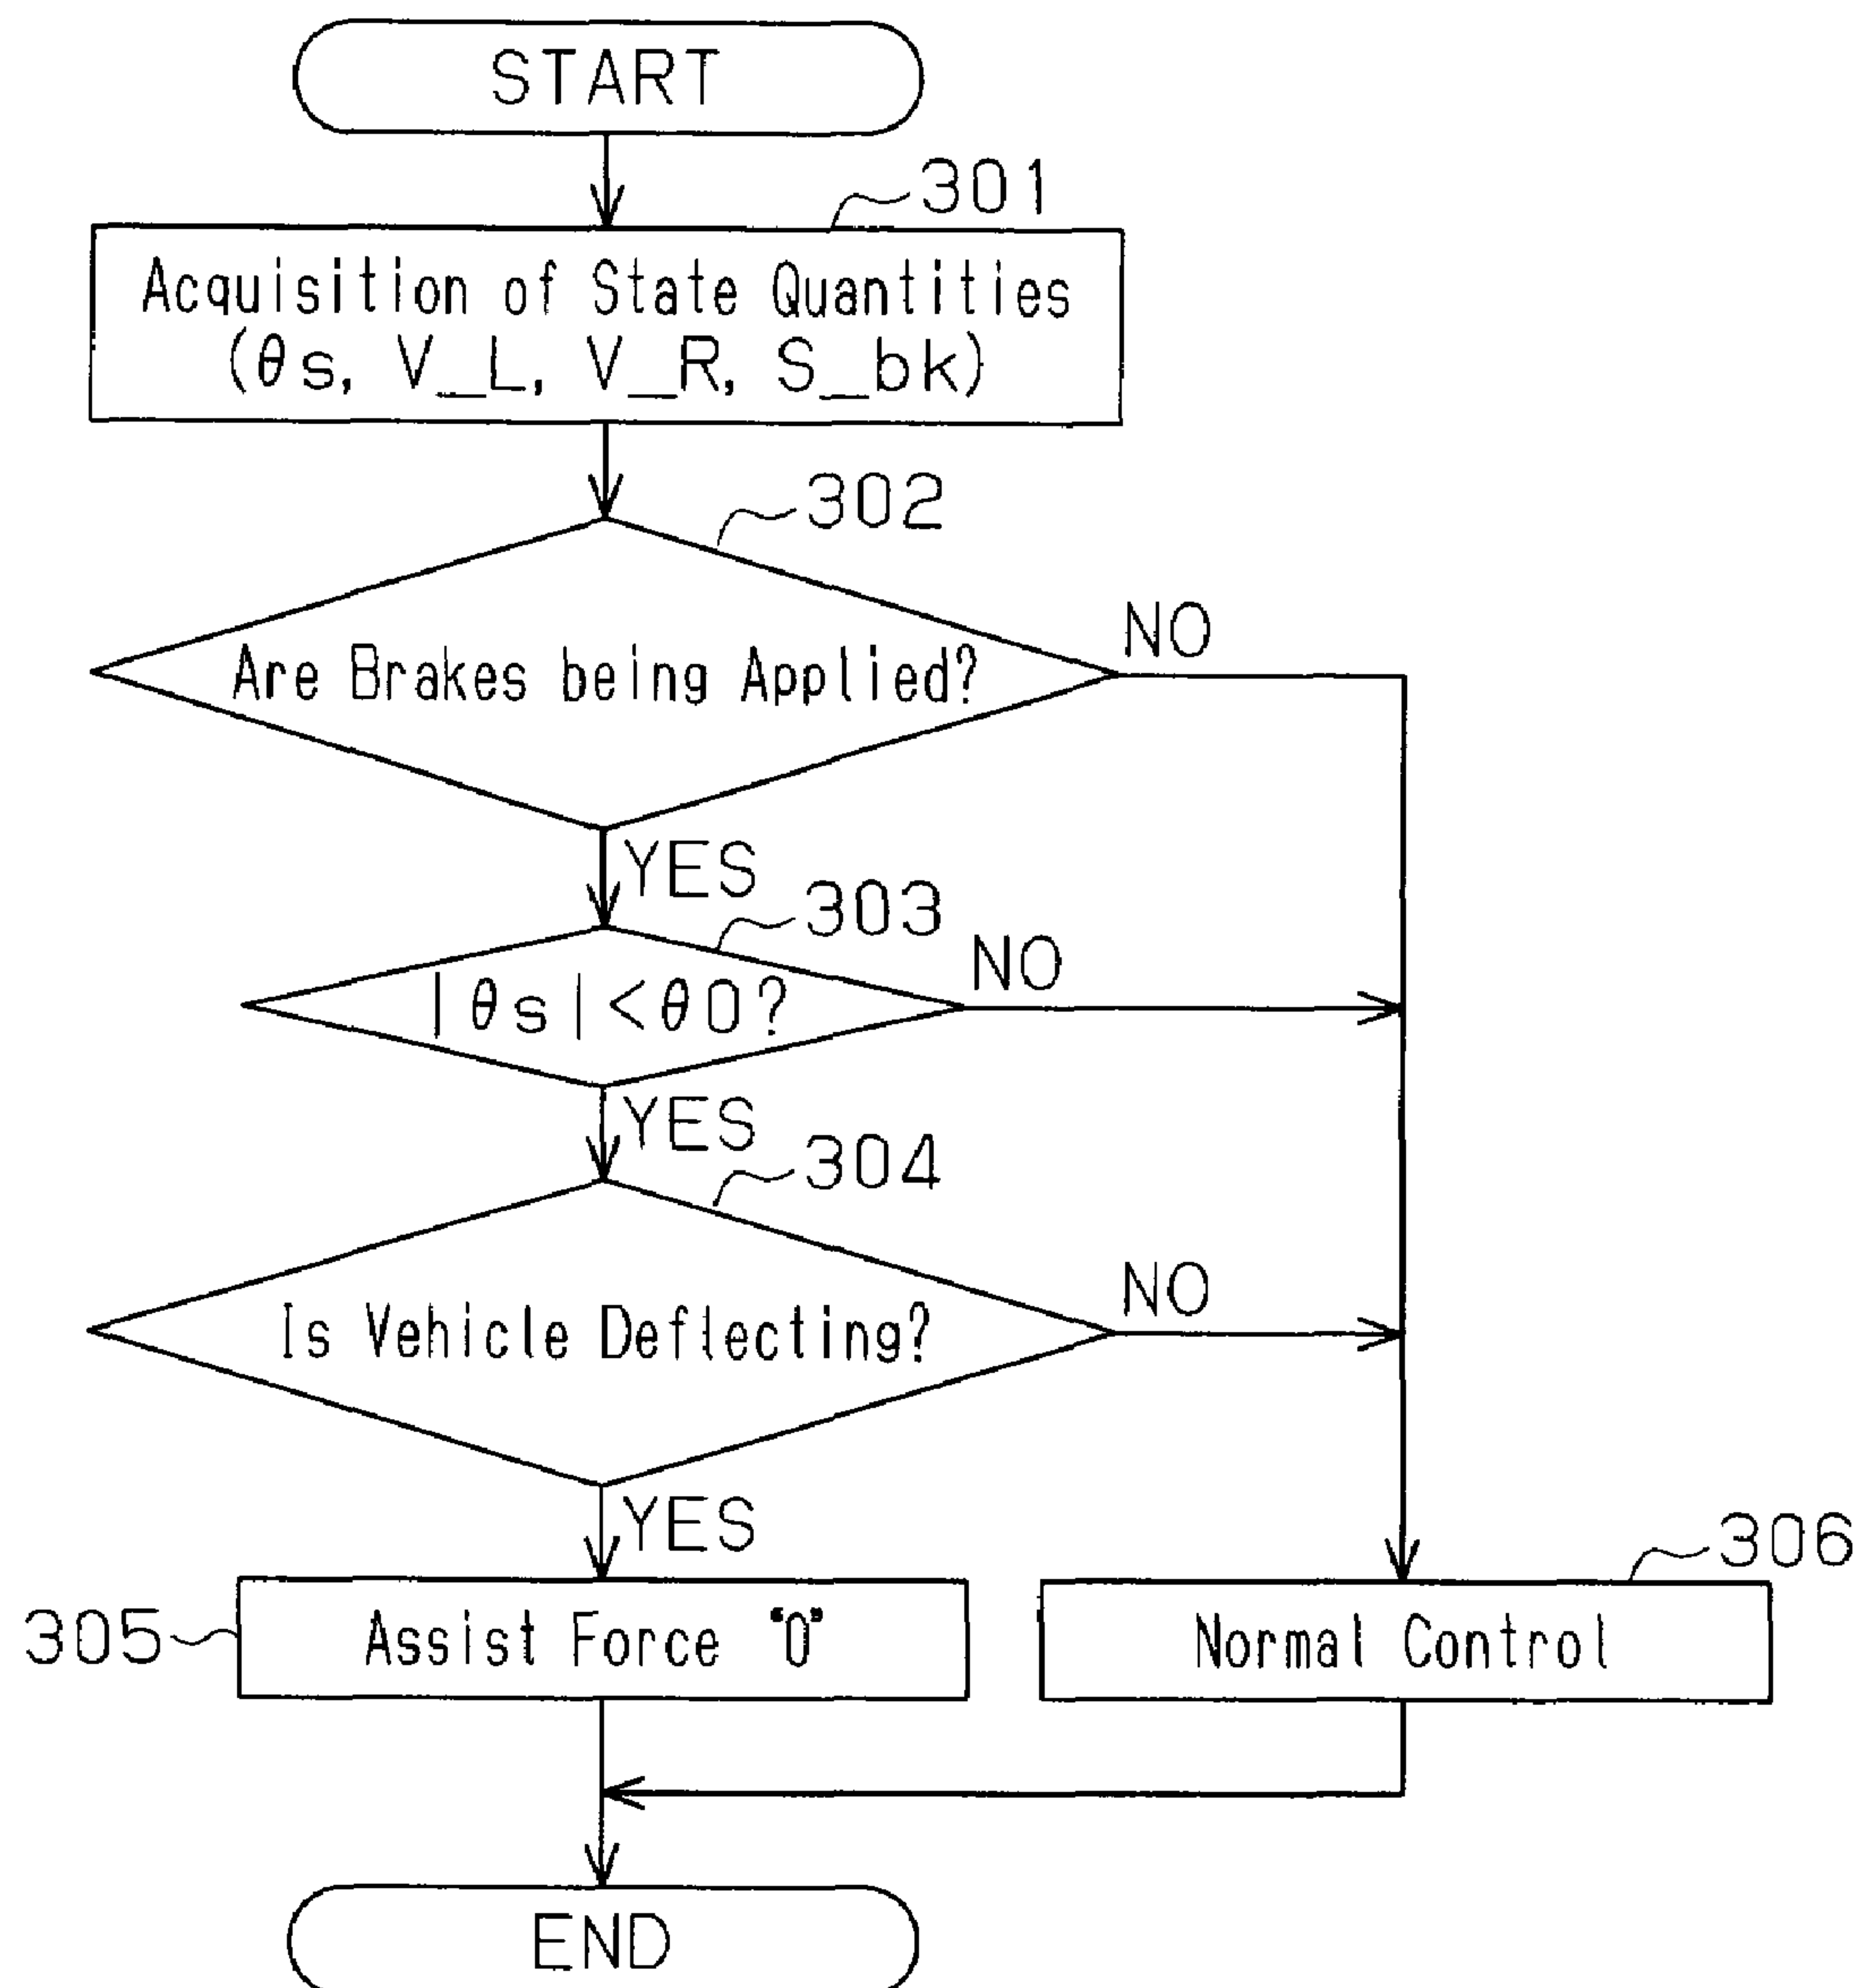 START
301
Acquisition of State Quantities
(θs, V_L, V_R, S_bk)
302
Are Brakes being Applied?
NO
YES
303
|θs|<θ0?
NO
YES
304
Is Vehicle Deflecting?
NO
YES
305
Assist Force "0"
306
Normal Control
END